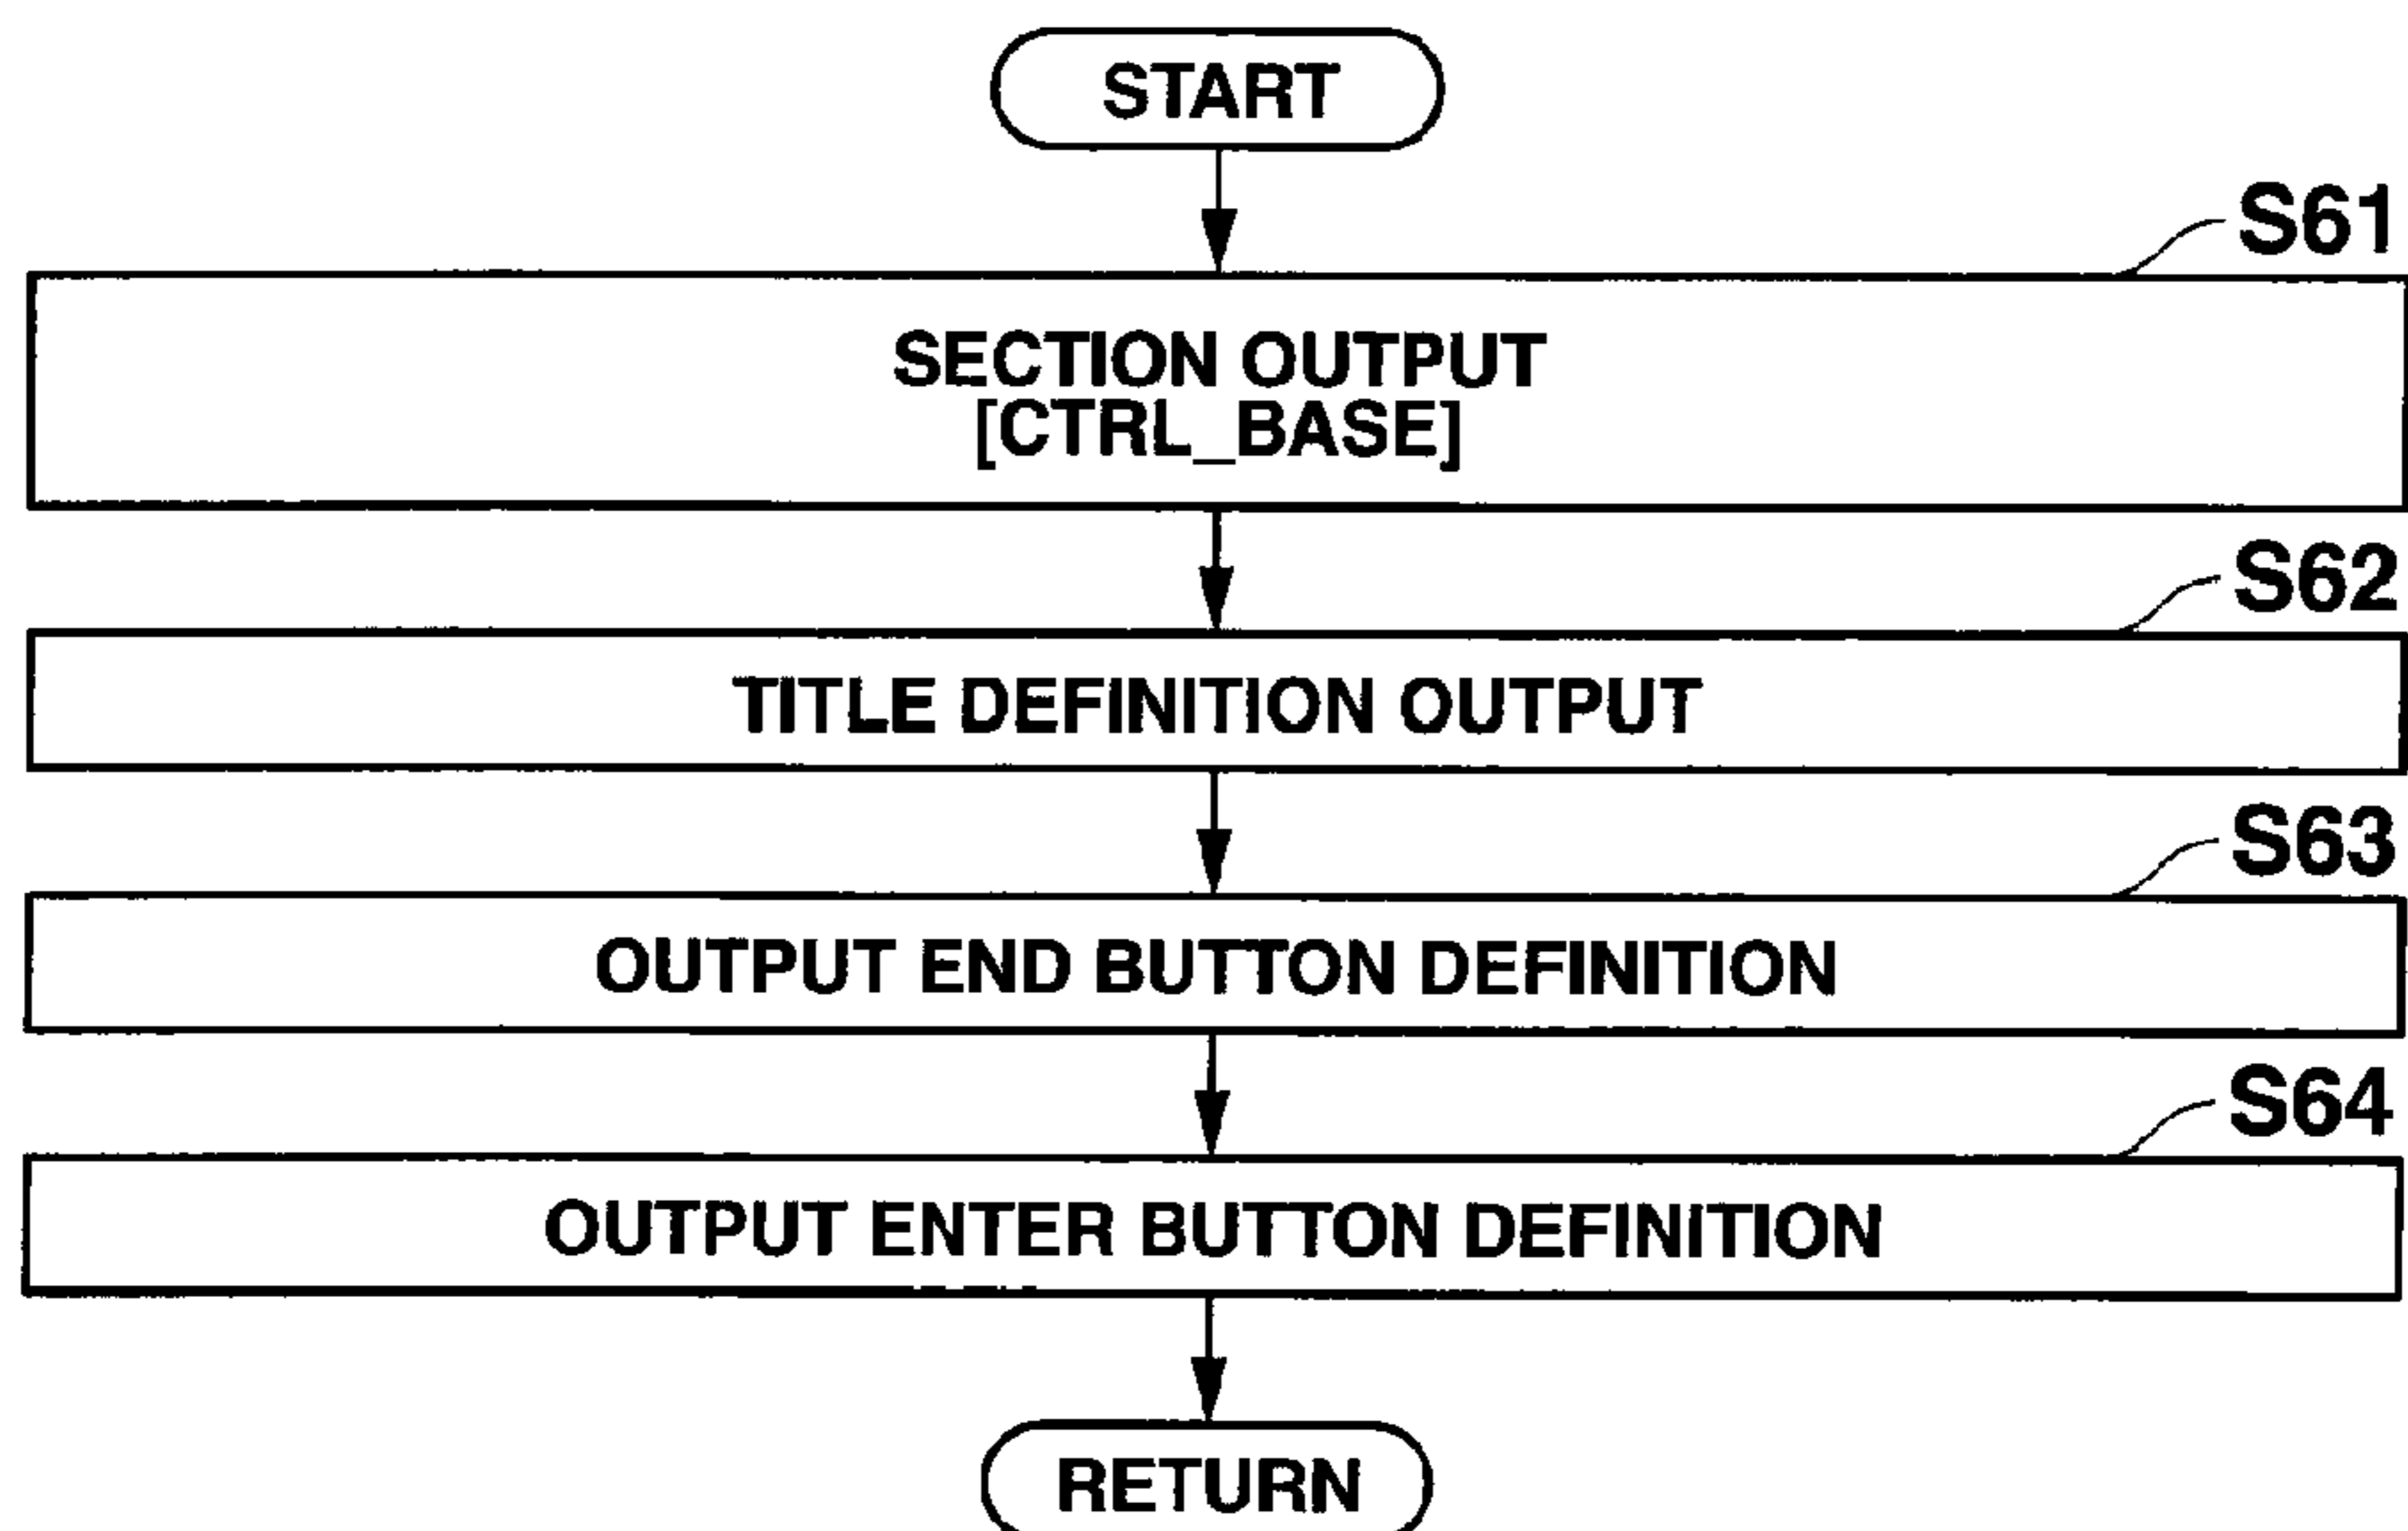 START
S61
SECTION OUTPUT
[CTRL_BASE]
S62
TITLE DEFINITION OUTPUT
S63
OUTPUT END BUTTON DEFINITION
S64
OUTPUT ENTER BUTTON DEFINITION
RETURN